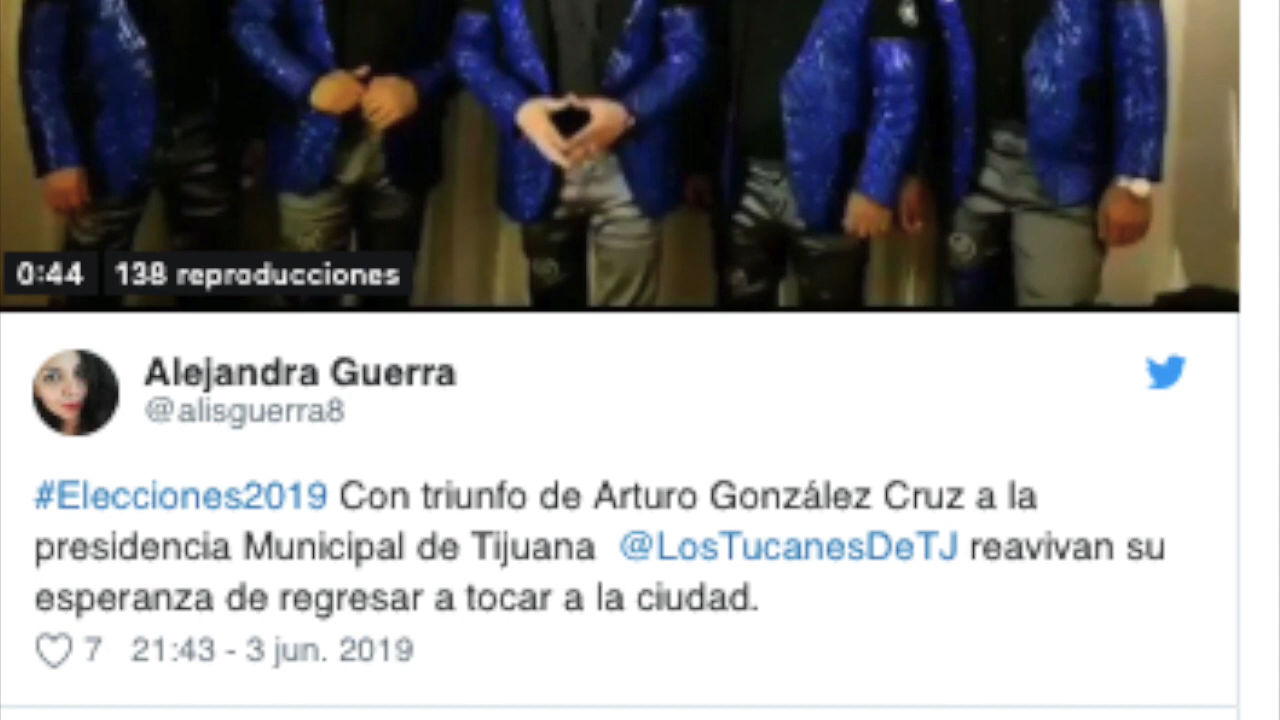 0:44 138 reproducciones
Alejandra Guerra
@alisguerra8
#Elecciones2019 Con triunfo de Arturo González Cruz a la
presidencia Municipal de Tijuana @LosTucanesDeTJ reavivan su
esperanza de regresar a tocar a la ciudad.
7 21:43 - 3 jun. 2019